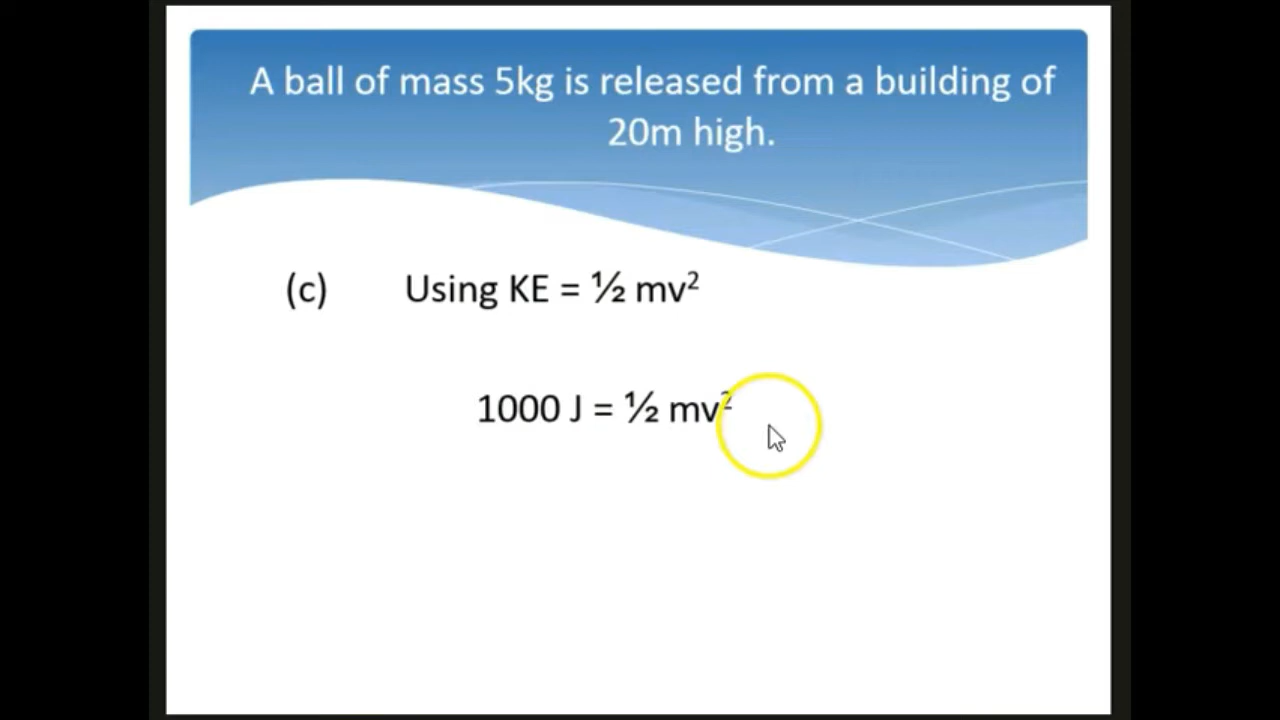 A ball of mass 5kg is released from a building of
20m high.
(c) Using KE = ½ mv²
1000 J = ½ mv²